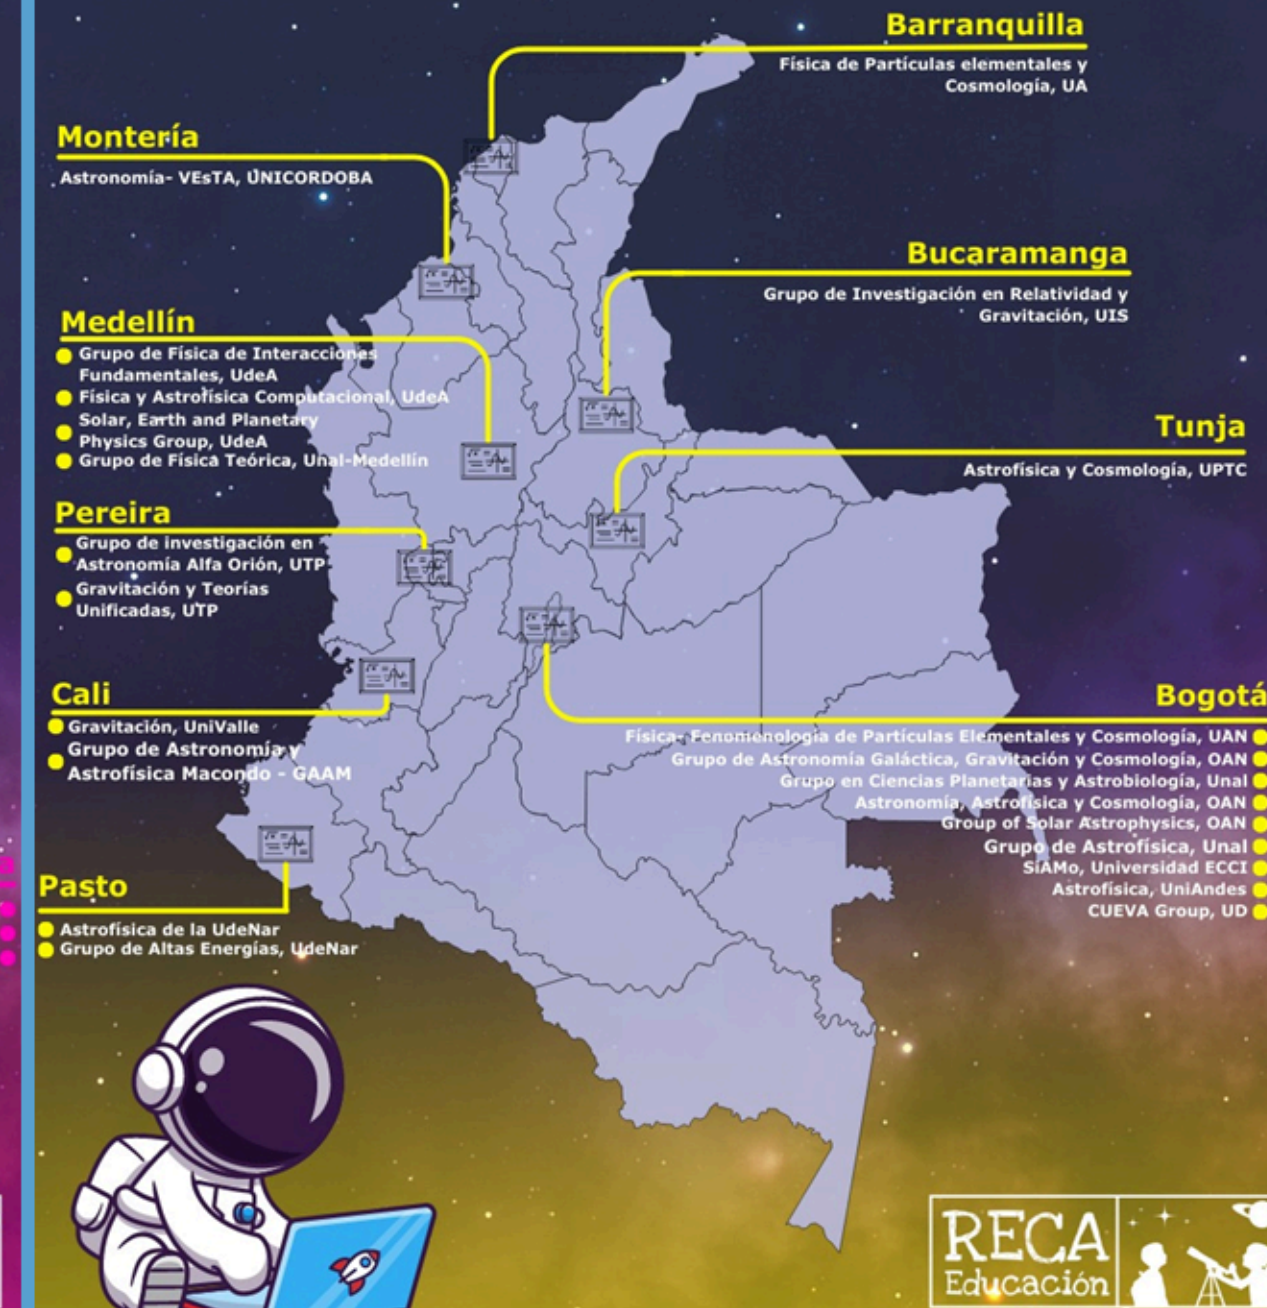 Barranquilla
Física de Partículas elementales y
Cosmología, UA
Montería
Astronomía- VEsTA, UNICORDOBA
Bucaramanga
Grupo de Investigación en Relatividad y
Gravitación, UIS
Medellín
Grupo de Física de Interacciones
Fundamentales, UdeA
Física y Astrofísica Computacional, UdeA
Solar, Earth and Planetary
Physics Group, UdeA
Grupo de Física Teórica, Unal-Medellín
Tunja
Astrofísica y Cosmología, UPTC
Pereira
Grupo de investigación en
Astronomía Alfa Orión, UTP
Gravitación y Teorías
Unificadas, UTP
Cali
Gravitación, UniValle
Grupo de Astronomía y
Astrofísica Macondo - GAAM
Bogotá
Física- Fenomenología de Partículas Elementales y Cosmología, UAN
Grupo de Astronomía Galáctica, Gravitación y Cosmología, OAN
Grupo en Ciencias Planetarias y Astrobiología, Unal
Astronomía, Astrofísica y Cosmología, OAN
Group of Solar Astrophysics, OAN
Grupo de Astrofísica, Unal
SiAMo, Universidad ECCI
Astrofísica, UniAndes
CUEVA Group, UD
Pasto
Astrofísica de la UdeNar
Grupo de Altas Energías, UdeNar
RECA
Educación